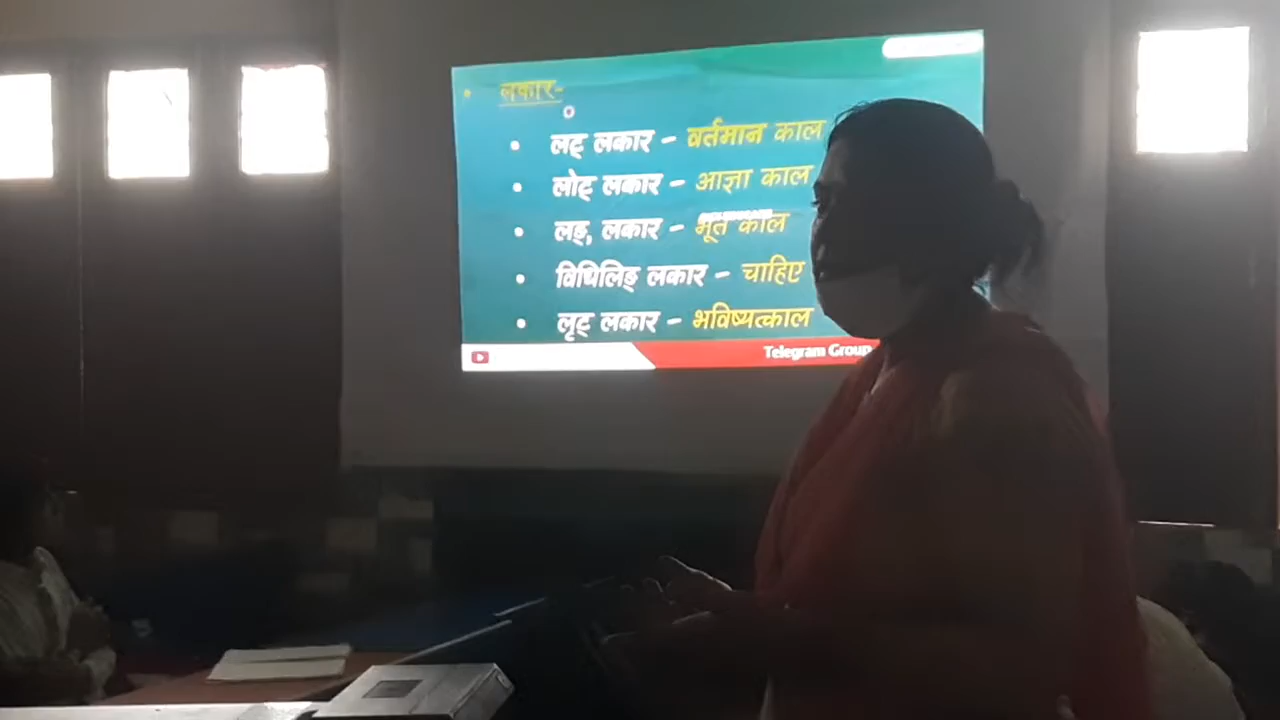 लकार-
लट् लकार - वर्तमान काल
लोट् लकार - आज्ञा काल
लङ्, लकार - भूत काल
विधिलिङ् लकार - चाहिए
लृट् लकार - भविष्यत्काल
Telegram Group